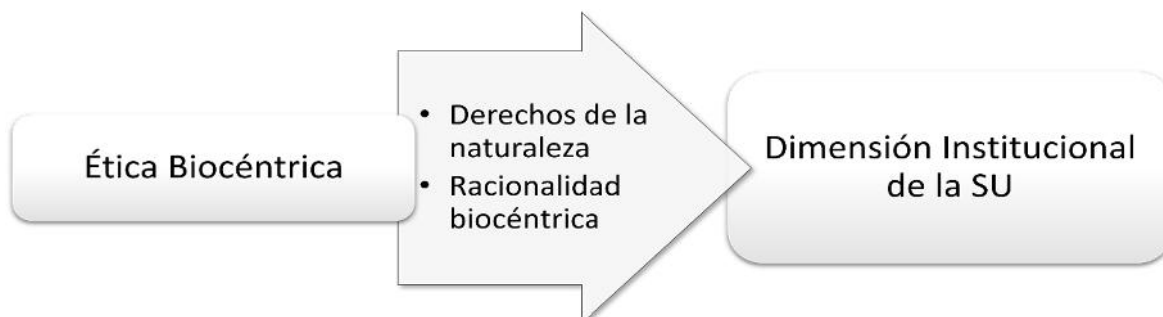 Ética Biocéntrica
• Derechos de la
naturaleza
• Racionalidad
biocéntrica
Dimensión Institucional
de la SU